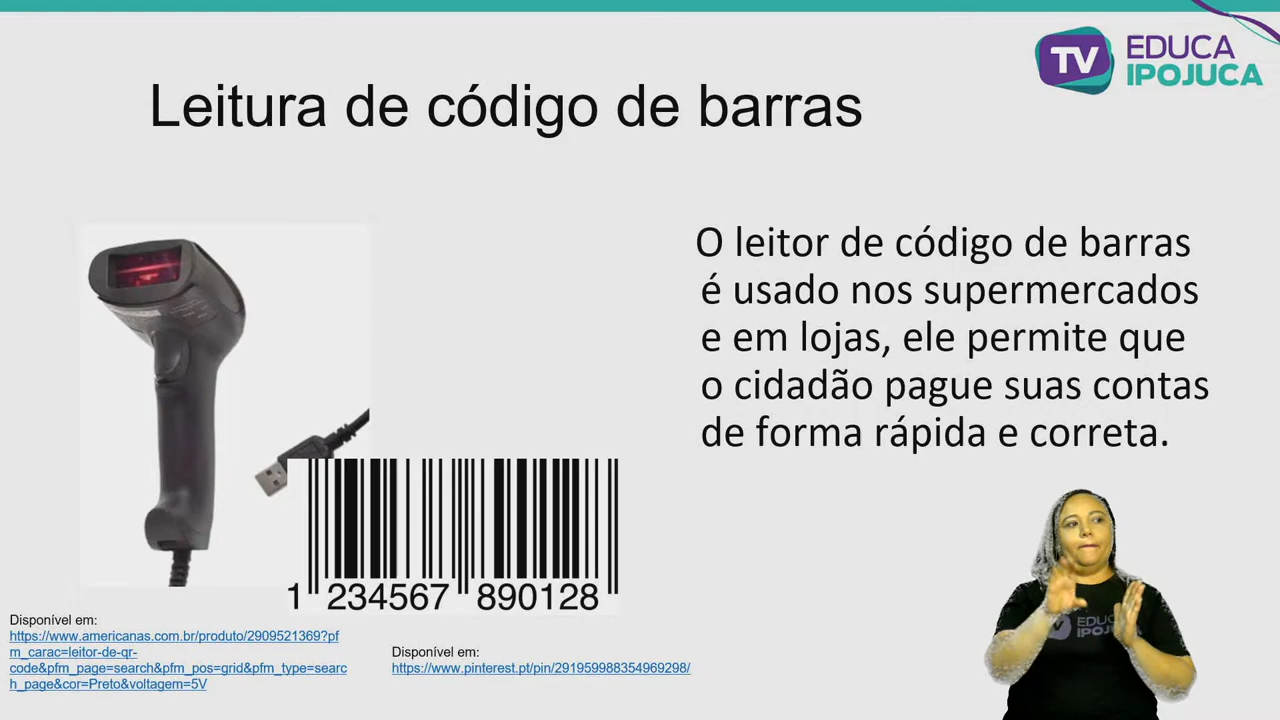 TV EDUCA
IPOJUCA
Leitura de código de barras
O leitor de código de barras
é usado nos supermercados
e em lojas, ele permite que
o cidadão pague suas contas
de forma rápida e correta.
1 234567 890128
Disponível em:
https://www.americanas.com.br/produto/2909521369?pf
m_carac=leitor-de-qr-
code&pfm_page=search&pfm_pos=grid&pfm_type=searc
h_page&cor=Preto&voltagem=5V
Disponível em:
https://www.pinterest.pt/pin/291959988354969298/
EDUC
IPOJU